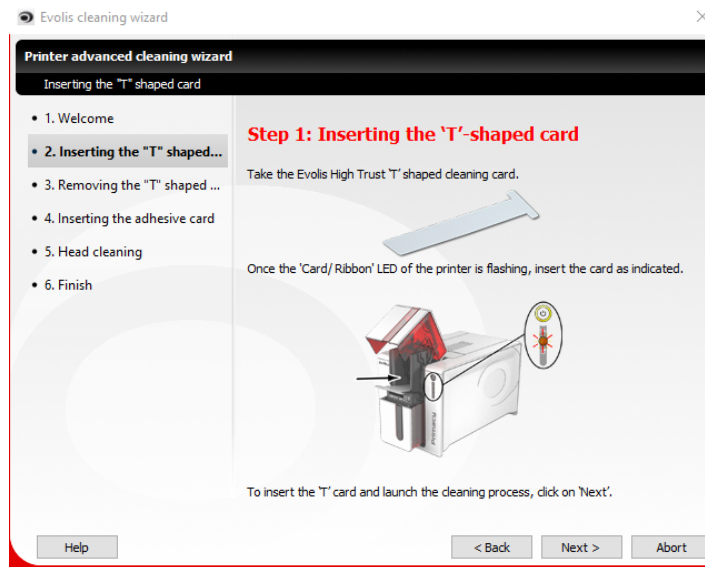 Evolis cleaning wizard
Printer advanced cleaning wizard
Inserting the "T" shaped card
1. Welcome
2. Inserting the "T" shaped...
3. Removing the "T" shaped ...
4. Inserting the adhesive card
5. Head cleaning
6. Finish
Step 1: Inserting the ‘T’-shaped card
Take the Evolis High Trust ‘T’ shaped cleaning card.
Once the ‘Card/ Ribbon’ LED of the printer is flashing, insert the card as indicated.
Primacy
To insert the ‘T’ card and launch the cleaning process, click on ‘Next’.
Help
< Back
Next >
Abort